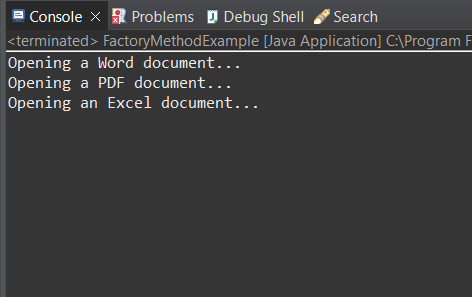 Console Problems Debug Shell Search
<terminated> FactoryMethodExample [Java Application] C:\Program F
Opening a Word document...
Opening a PDF document...
Opening an Excel document...